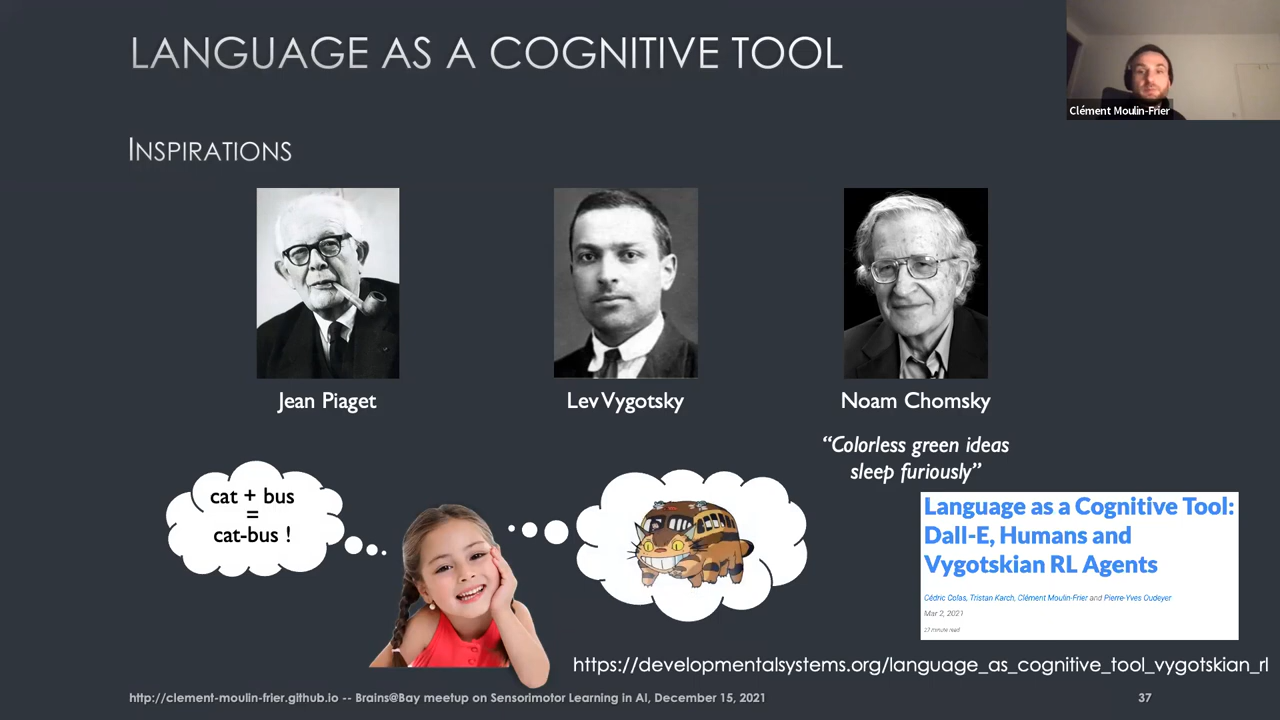 LANGUAGE AS A COGNITIVE TOOL
Clément Moulin-Frier
INSPIRATIONS
Jean Piaget
Lev Vygotsky
Noam Chomsky
“Colorless green ideas
sleep furiously”
cat + bus
=
cat-bus !
Language as a Cognitive Tool:
Dall-E, Humans and
Vygotskian RL Agents
Cédric Colas, Tristan Karch, Clément Moulin-Frier and Pierre-Yves Oudeyer
Mar 2, 2021
27 minute read
https://developmentalsystems.org/language_as_cognitive_tool_vygotskian_rl
http://clement-moulin-frier.github.io -- Brains@Bay meetup on Sensorimotor Learning in AI, December 15, 2021
37